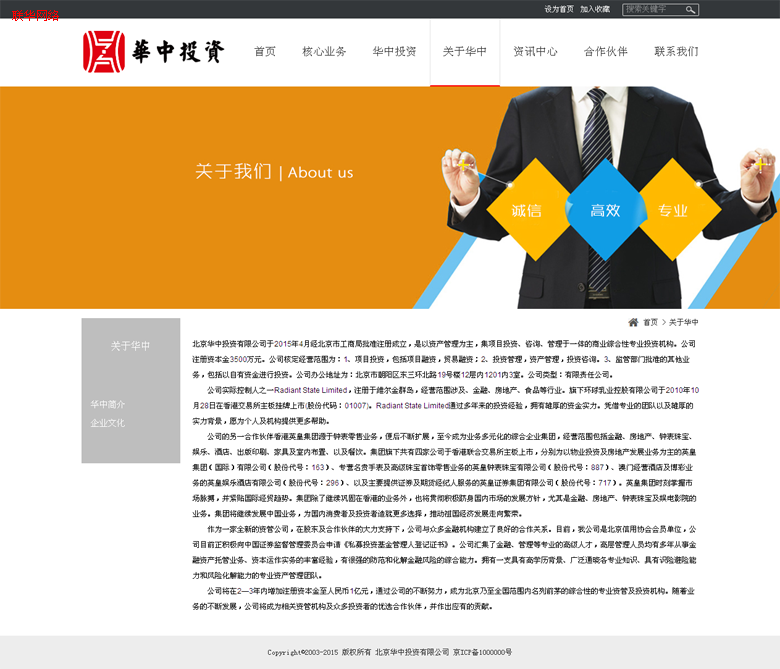 联华网络
设为首页 加入收藏 搜索关键字
華中投資
首页 核心业务 华中投资 关于华中 资讯中心 合作伙伴 联系我们
关于我们 | About us
诚信 高效 专业
首页 > 关于华中
关于华中
华中简介
企业文化
北京华中投资有限公司于2015年4月经北京市工商局批准注册成立，是以资产管理为主，集项目投资、咨询、管理于一体的商业综合性专业投资机构。公司
注册资本金3500万元。公司核定经营范围为：1、项目投资，包括项目融资，贸易融资；2、投资管理，资产管理，投资咨询。3、监管部门批准的其他业
务，包括以自有资金进行投资。公司办公地址为：北京市朝阳区东三环北路19号楼12层内1201内3室。公司类型：有限责任公司。
公司实际控制人之一Radiant State Limited，注册于维尔金群岛，经营范围涉及、金融、房地产、食品等行业。旗下环球乳业控股有限公司于2010年10
月28日在香港交易所主板挂牌上市(股份代码：01007)。Radiant State Limited通过多年来的投资经验，拥有雄厚的资金实力。凭借专业的团队以及雄厚的
实力背景，愿为个人及机构提供更多帮助。
公司的另一合作伙伴香港英皇集团源于钟表零售业务，便后不断扩展，至今成为业务多元化的综合企业集团，经营范围包括金融、房地产、钟表珠宝、
娱乐、酒店、出版印刷、家具及室内布置、以及餐饮。集团旗下共有四家公司于香港联合交易所主板上市，分别为以物业投资及房地产发展业务为主的英皇
集团（国际）有限公司（股份代号：163）、专营名贵手表及高级珠宝首饰零售业务的英皇钟表珠宝有限公司（股份代号：887）、澳门经营酒店及博彩业
务的英皇娱乐酒店有限公司（股份代号：296）、以及主要提供证券及期货经纪人服务的英皇证券集团有限公司（股份代号：717）。英皇集团时刻掌握市
场脉搏，并紧贴国际经贸趋势。集团除了继续巩固在香港的业务外，也将贯彻积极跻身国内市场的发展方针，尤其是金融、房地产、钟表珠宝及娱电影院的
业务。集团将继续发展中国业务，为国内消费者及投资者造就更多选择，推动祖国经济发展走向繁荣。
作为一家全新的资管公司，在股东及合作伙伴的大力支持下，公司与众多金融机构建立了良好的合作关系。目前，我公司是北京信用协会会员单位，公
司目前正积极向中国证券监督管理委员会申请《私募投资基金管理人登记证书》。公司汇集了金融、管理等专业的高级人才，高层管理人员均有多年从事金
融资产托管业务、资本运作实务的丰富经验，有很强的防范和化解金融风险的综合能力。拥有一支具有高学历背景、广泛通晓各专业知识、具有识险避险能
力和风险化解能力的专业资产管理团队。
公司将在2—3年内增加注册资本金至人民币1亿元，通过公司的不断努力，成为北京乃至全国范围内名列前茅的综合性的专业资管及投资机构。随着业
务的不断发展，公司将成为相关资管机构及众多投资者的优选合作伙伴，并作出应有的贡献。
Copyright©2003-2015 版权所有 北京华中投资有限公司 京ICP备1000000号